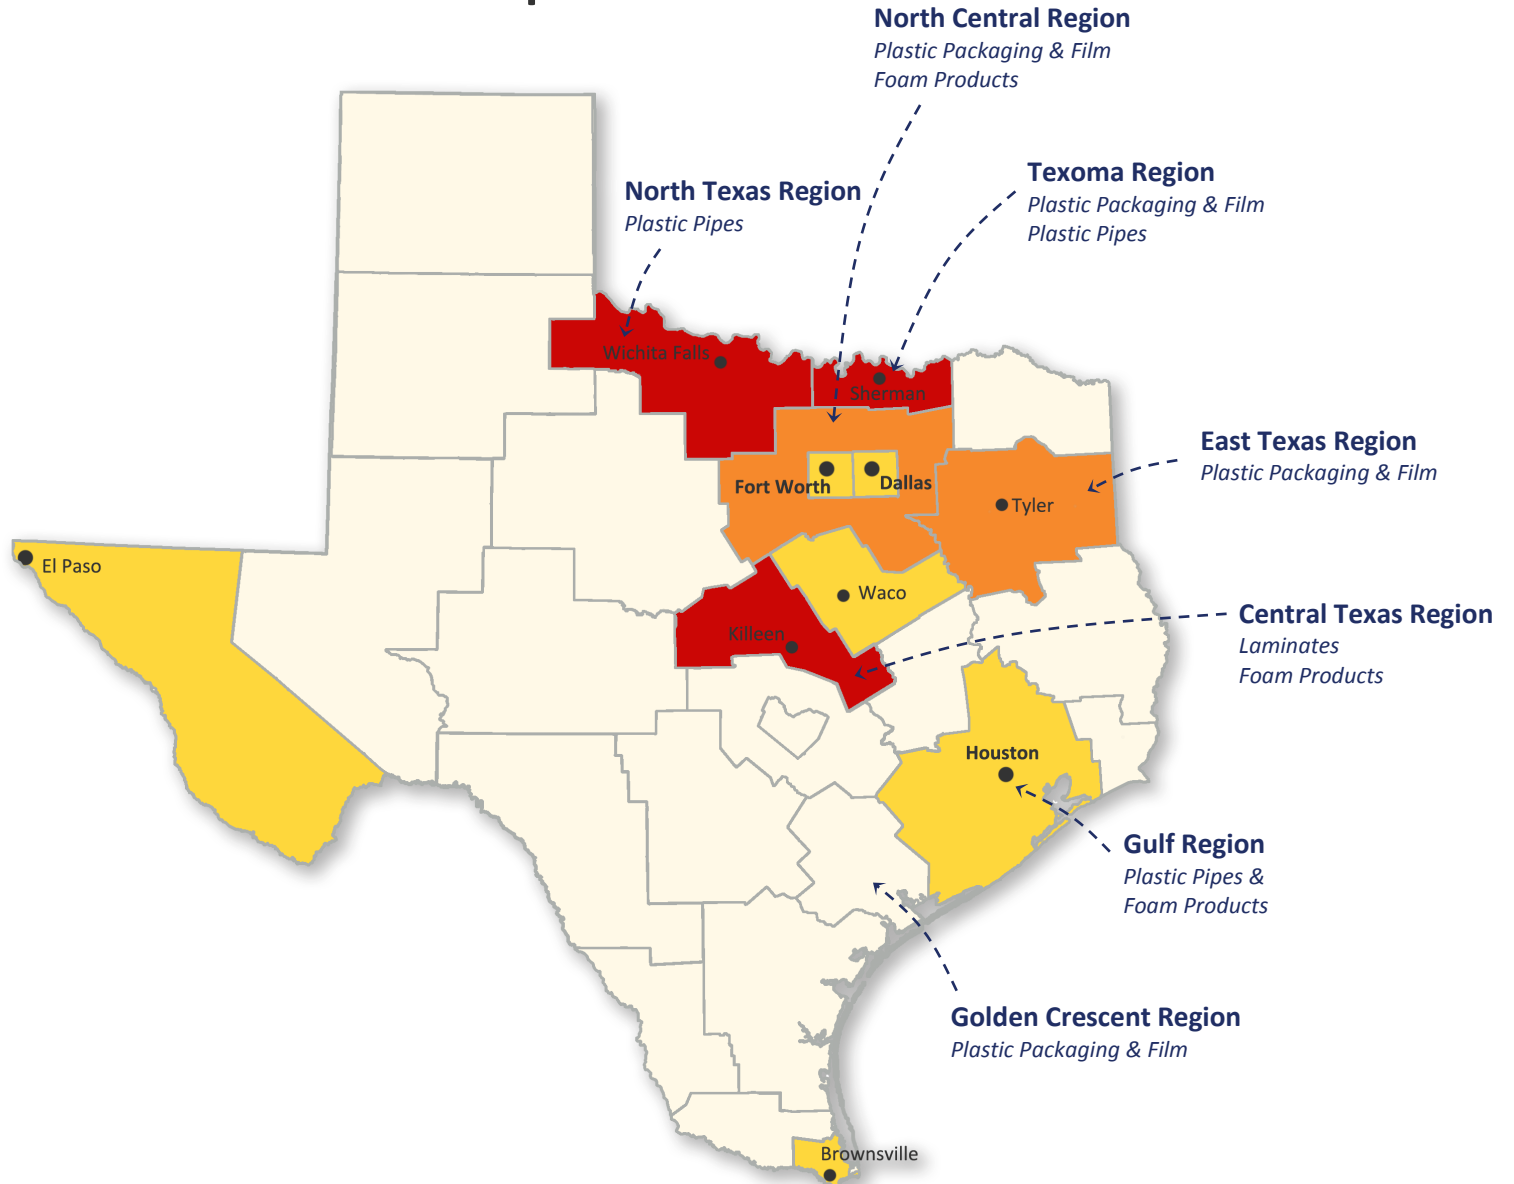 North Central Region
Plastic Packaging & Film
Foam Products
Texoma Region
Plastic Packaging & Film
Plastic Pipes
North Texas Region
Plastic Pipes
Wichita Falls
Sherman
East Texas Region
Plastic Packaging & Film
Fort Worth
Dallas
Tyler
El Paso
Waco
Central Texas Region
Laminates
Foam Products
Killeen
Houston
Gulf Region
Plastic Pipes &
Foam Products
Golden Crescent Region
Plastic Packaging & Film
Brownsville